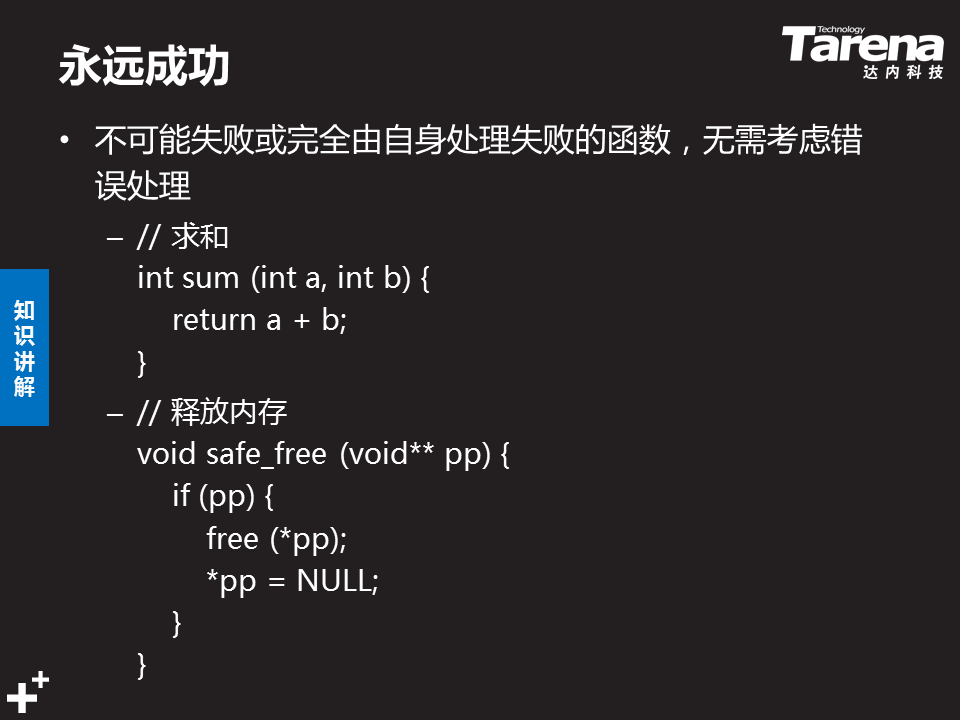 永远成功
Technology
Tarena
达内科技
• 不可能失败或完全由自身处理失败的函数，无需考虑错
误处理
– // 求和
int sum (int a, int b) {
return a + b;
}
– // 释放内存
void safe_free (void** pp) {
if (pp) {
free (*pp);
*pp = NULL;
}
}
知识讲解